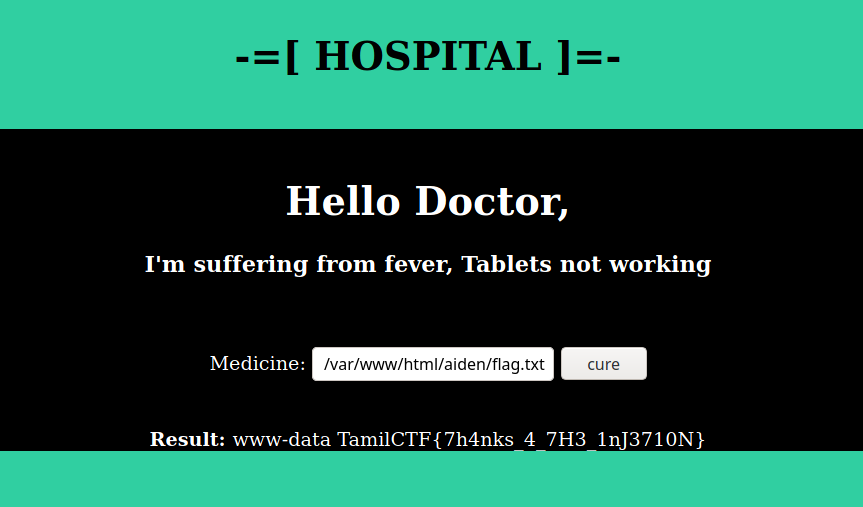 -=[ HOSPITAL ]=-
Hello Doctor,
I'm suffering from fever, Tablets not working
Medicine: /var/www/html/aiden/flag.txt cure
Result: www-data TamilCTF{7h4nks_4_7H3_1nJ3710N}